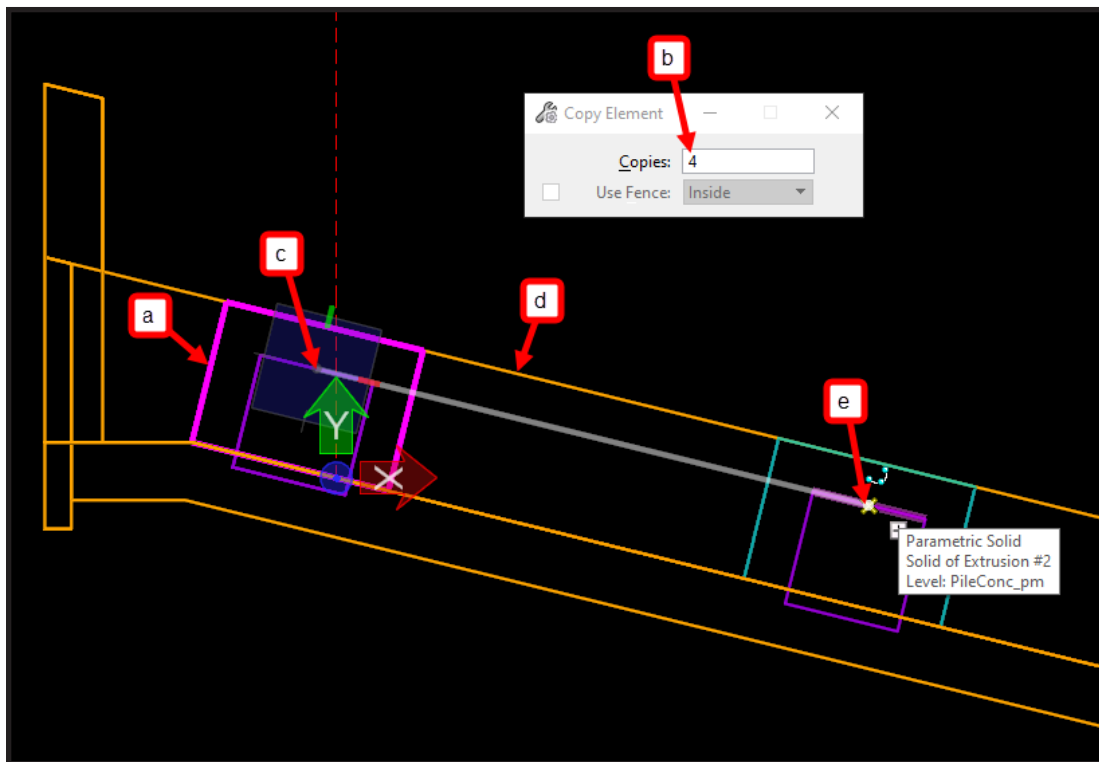 b
Copy Element
Copies: 4
Use Fence: Inside
c
d
a
e
Y
X
Parametric Solid
Solid of Extrusion #2
Level: PileConc_pm